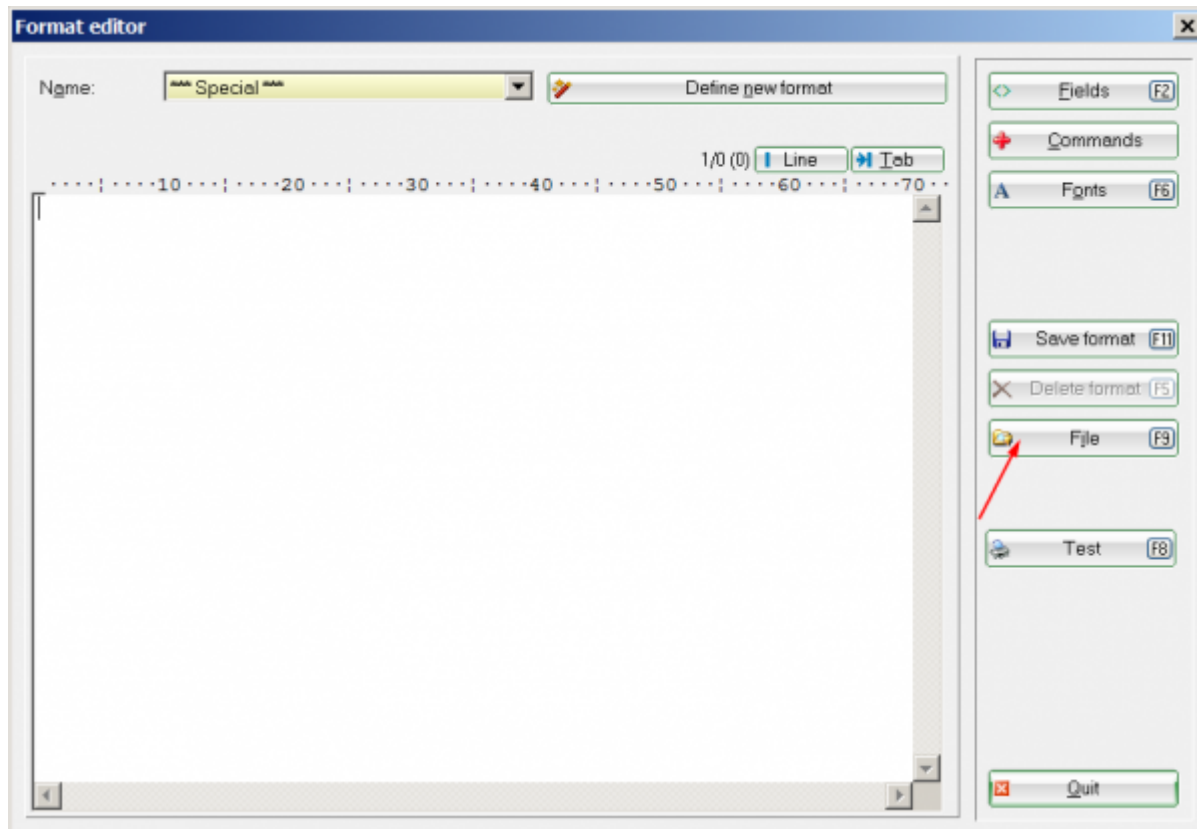 Format editor
Name: *** Special *** Define new format
1/0 (0) Line Tab
····¦····10···¦····20···¦····30···¦····40···¦····50···¦····60···¦····70··
Fields F2
Commands
Fonts F6
Save format F11
Delete format F5
File F9
Test F8
Quit